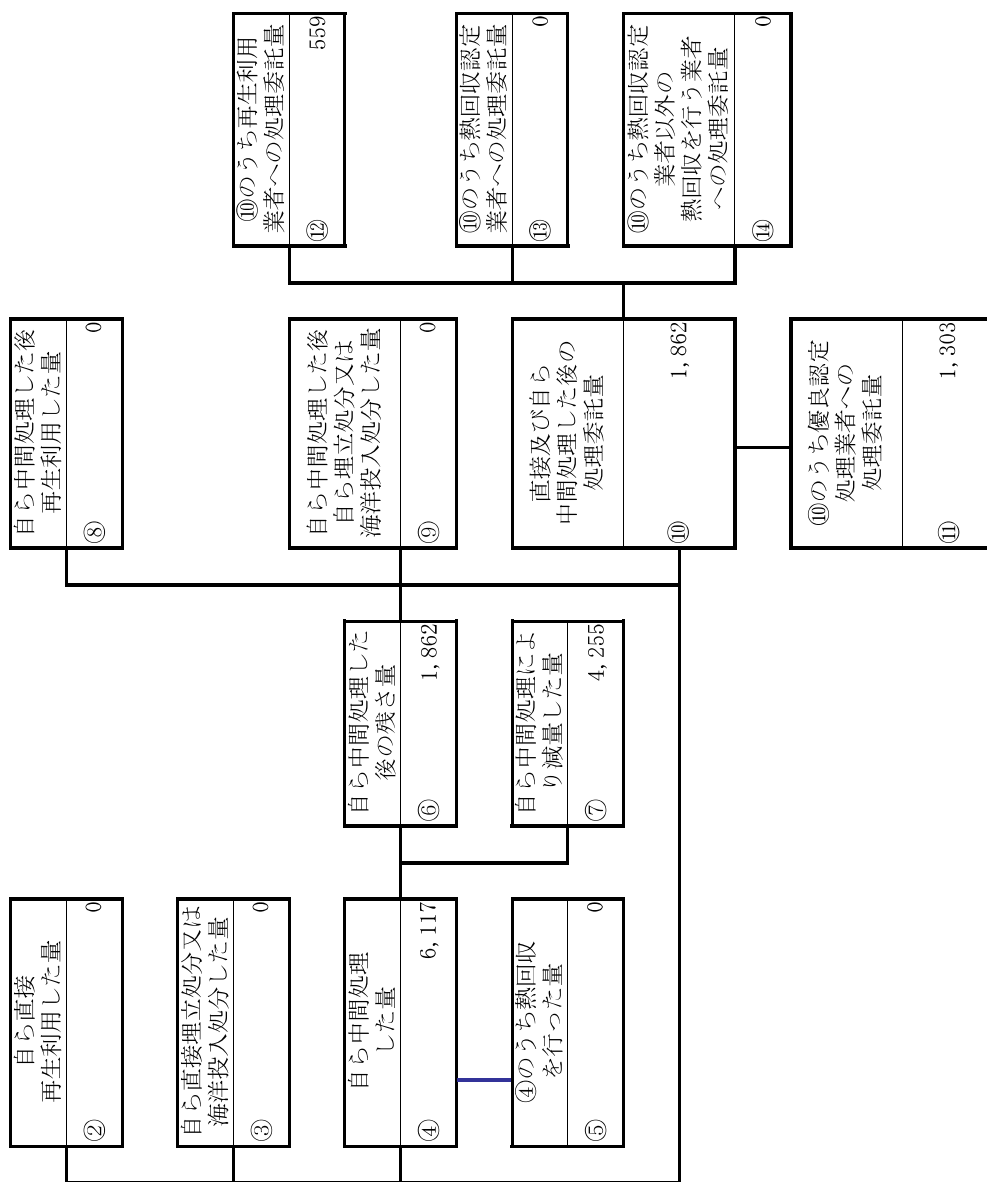 自ら直接
再生利用した量
② 0
自ら直接埋立処分又は
海洋投入処分した量
③ 0
自ら中間処理
した量
④ 6,117
④のうち熱回収
を行った量
⑤ 0
自ら中間処理した
後の残さ量
⑥ 1,862
自ら中間処理によ
り減量した量
⑦ 4,255
自ら中間処理した後
再生利用した量
⑧ 0
自ら中間処理した後
自ら埋立処分又は
海洋投入処分した量
⑨ 0
直接及び自ら
中間処理した後の
処理委託量
⑩ 1,862
⑩のうち優良認定
処理業者への
処理委託量
⑪ 1,303
⑩のうち再生利用
業者への処理委託量
⑫ 559
⑩のうち熱回収認定
業者への処理委託量
⑬ 0
⑩のうち熱回収認定
業者以外の
熱回収を行う業者
への処理委託量
⑭ 0